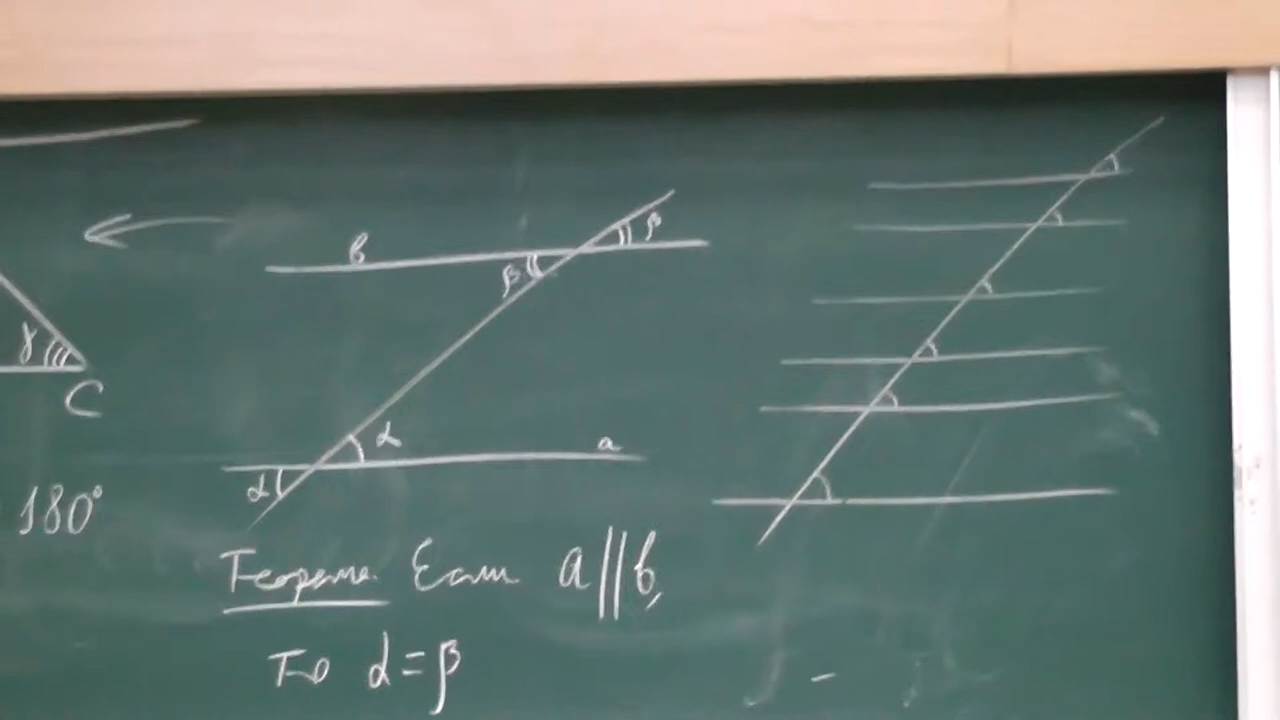 в
β
β
γ
C
α
a
α
180°
Теорема. Если a || b,
то α = β